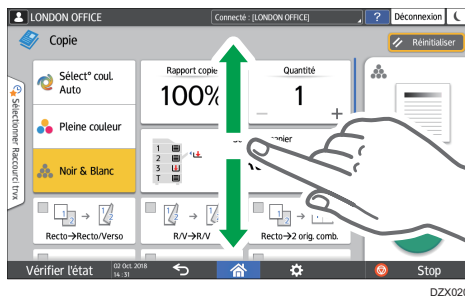 LONDON OFFICE
Connecté : [LONDON OFFICE]
?
Déconnexion
Copie
Réinitialiser
Sélectionner Raccourci trvx
Sélect° coul.
Auto
Pleine couleur
Noir & Blanc
Rapport copie
100%
Quantité
1
1
2
3
T
Recto→Recto/Verso
R/V→R/V
Recto→2 orig. comb.
Vérifier l'état
02 Oct. 2018
14 : 31
Stop
DZX020